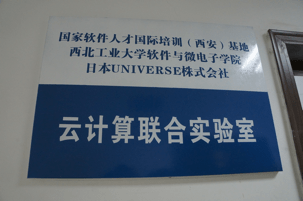 国家软件人才国际培训（西安）基地
西北工业大学软件与微电子学院
日本UNIVERSE株式会社
云计算联合实验室